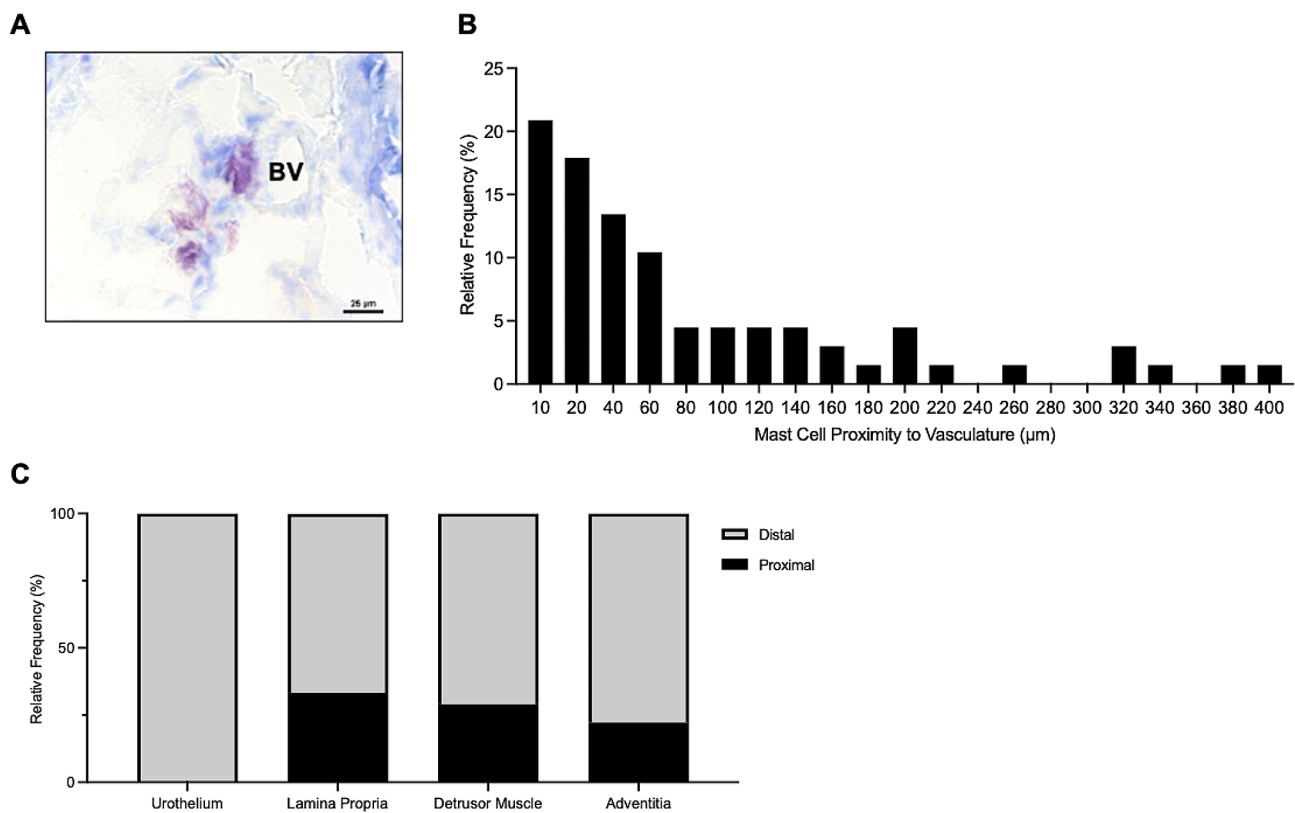 A
BV
25 µm
B
25
20
15
10
5
0
Relative Frequency (%)
10 20 40 60 80 100 120 140 160 180 200 220 240 260 280 300 320 340 360 380 400
Mast Cell Proximity to Vasculature (µm)
C
100
50
0
Relative Frequency (%)
Urothelium Lamina Propria Detrusor Muscle Adventitia
Distal
Proximal